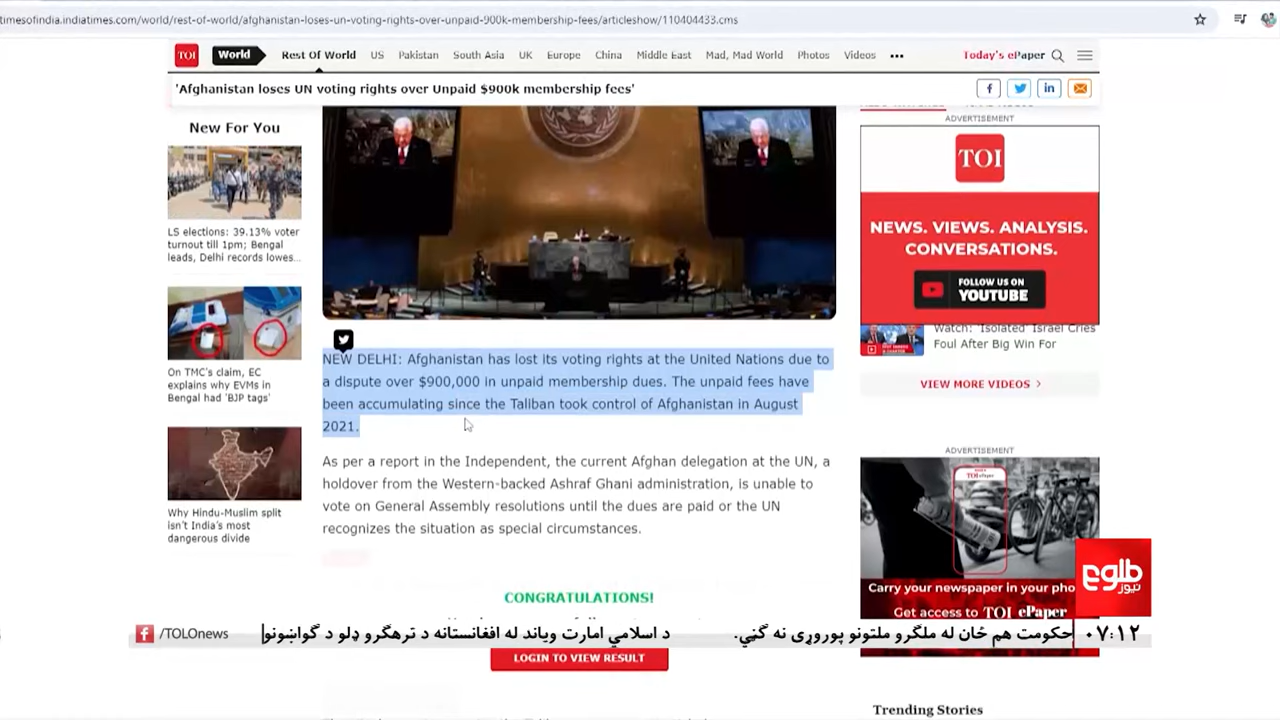 timesofindia.indiatimes.com/world/rest-of-world/afghanistan-loses-un-voting-rights-over-unpaid-900k-membership-fees/articleshow/110404433.cms
TOI World Rest Of World US Pakistan South Asia UK Europe China Middle East Mad, Mad World Photos Videos ••• Today's ePaper
'Afghanistan loses UN voting rights over Unpaid $900k membership fees'
New For You
LS elections: 39.13% voter
turnout till 1pm; Bengal
leads, Delhi records lowes...
On TMC's claim, EC
explains why EVMs in
Bengal had 'BJP tags'
Why Hindu-Muslim split
isn't India's most
dangerous divide
NEW DELHI: Afghanistan has lost its voting rights at the United Nations due to
a dispute over $900,000 in unpaid membership dues. The unpaid fees have
been accumulating since the Taliban took control of Afghanistan in August
2021.
As per a report in the Independent, the current Afghan delegation at the UN, a
holdover from the Western-backed Ashraf Ghani administration, is unable to
vote on General Assembly resolutions until the dues are paid or the UN
recognizes the situation as special circumstances.
CONGRATULATIONS!
LOGIN TO VIEW RESULT
ADVERTISEMENT
TOI
NEWS. VIEWS. ANALYSIS.
CONVERSATIONS.
FOLLOW US ON
YOUTUBE
Watch: 'Isolated' Israel Cries
Foul After Big Win For
VIEW MORE VIDEOS
ADVERTISEMENT
TOI ePaper
Carry your newspaper in your pho
Get access to TOI ePaper
Trending Stories
طلوع
نیوز
/TOLOnews
حکومت هم ځان له ملګرو ملتونو پوروړی نه ګڼي.
د اسلامي امارت ویاند له افغانستانه د ترهګرو ډلو د ګواښونو
۰۷:۱۲